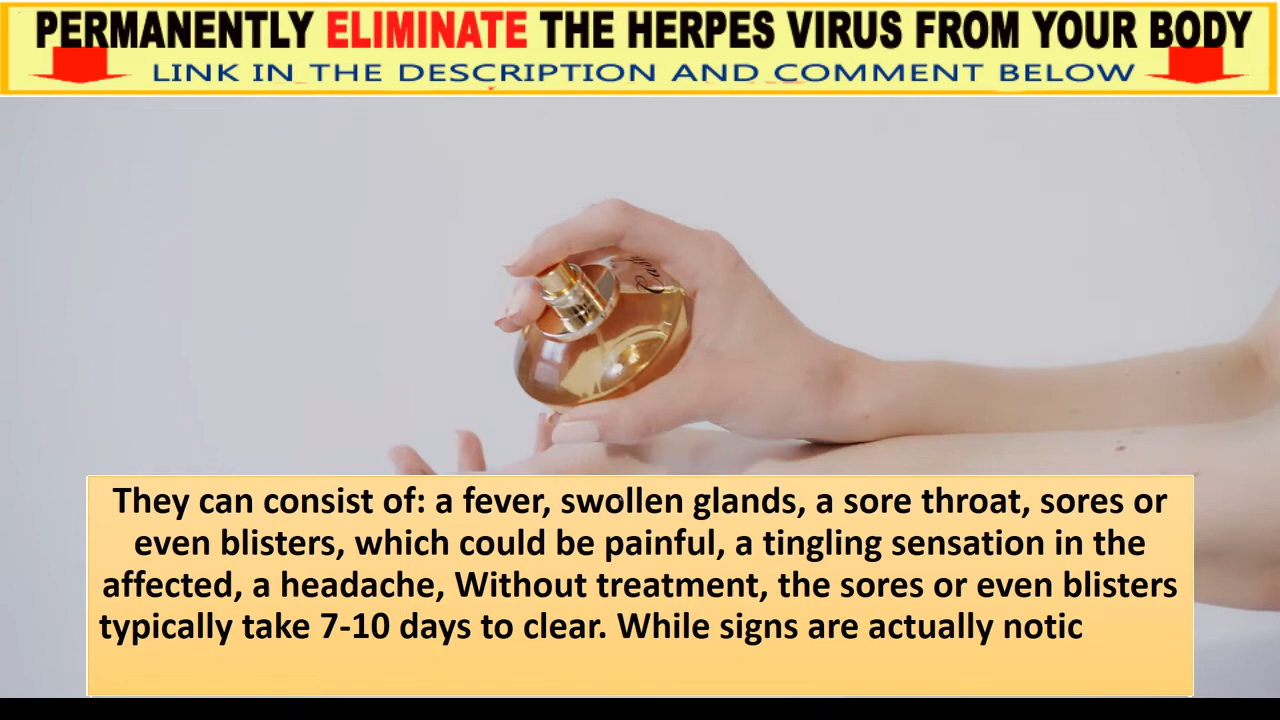 PERMANENTLY ELIMINATE THE HERPES VIRUS FROM YOUR BODY
LINK IN THE DESCRIPTION AND COMMENT BELOW
They can consist of: a fever, swollen glands, a sore throat, sores or
even blisters, which could be painful, a tingling sensation in the
affected, a headache, Without treatment, the sores or even blisters
typically take 7-10 days to clear. While signs are actually notic